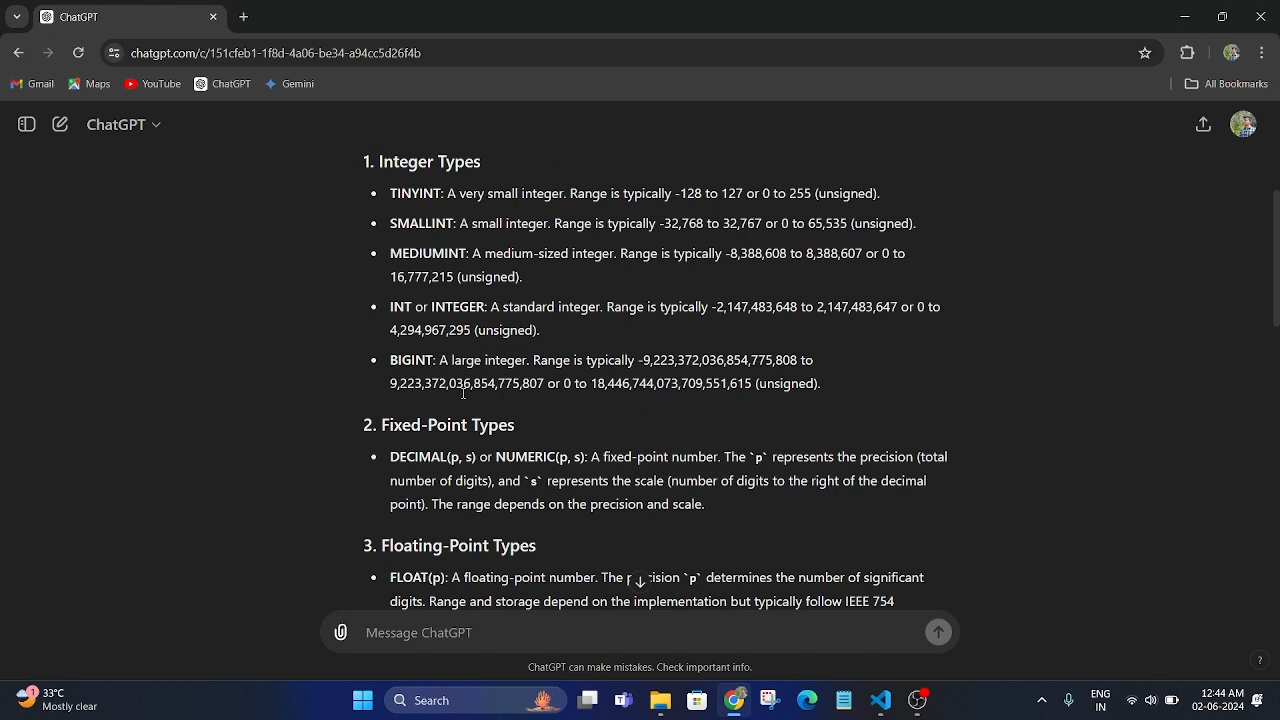 ChatGPT
chatgpt.com/c/151cfeb1-1f8d-4a06-be34-a94cc5d26f4b
Gmail Maps YouTube ChatGPT Gemini All Bookmarks
ChatGPT
1. Integer Types
• TINYINT: A very small integer. Range is typically -128 to 127 or 0 to 255 (unsigned).
• SMALLINT: A small integer. Range is typically -32,768 to 32,767 or 0 to 65,535 (unsigned).
• MEDIUMINT: A medium-sized integer. Range is typically -8,388,608 to 8,388,607 or 0 to
16,777,215 (unsigned).
• INT or INTEGER: A standard integer. Range is typically -2,147,483,648 to 2,147,483,647 or 0 to
4,294,967,295 (unsigned).
• BIGINT: A large integer. Range is typically -9,223,372,036,854,775,808 to
9,223,372,036,854,775,807 or 0 to 18,446,744,073,709,551,615 (unsigned).
2. Fixed-Point Types
• DECIMAL(p, s) or NUMERIC(p, s): A fixed-point number. The `p` represents the precision (total
number of digits), and `s` represents the scale (number of digits to the right of the decimal
point). The range depends on the precision and scale.
3. Floating-Point Types
• FLOAT(p): A floating-point number. The precision `p` determines the number of significant
digits. Range and storage depend on the implementation but typically follow IEEE 754
Message ChatGPT
ChatGPT can make mistakes. Check important info.
?
1 33°C
Mostly clear
Search
ENG
IN
12:44 AM
02-06-2024